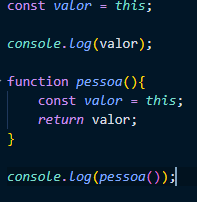 const valor = this;
console.log(valor);
function pessoa(){
const valor = this;
return valor;
}
console.log(pessoa());